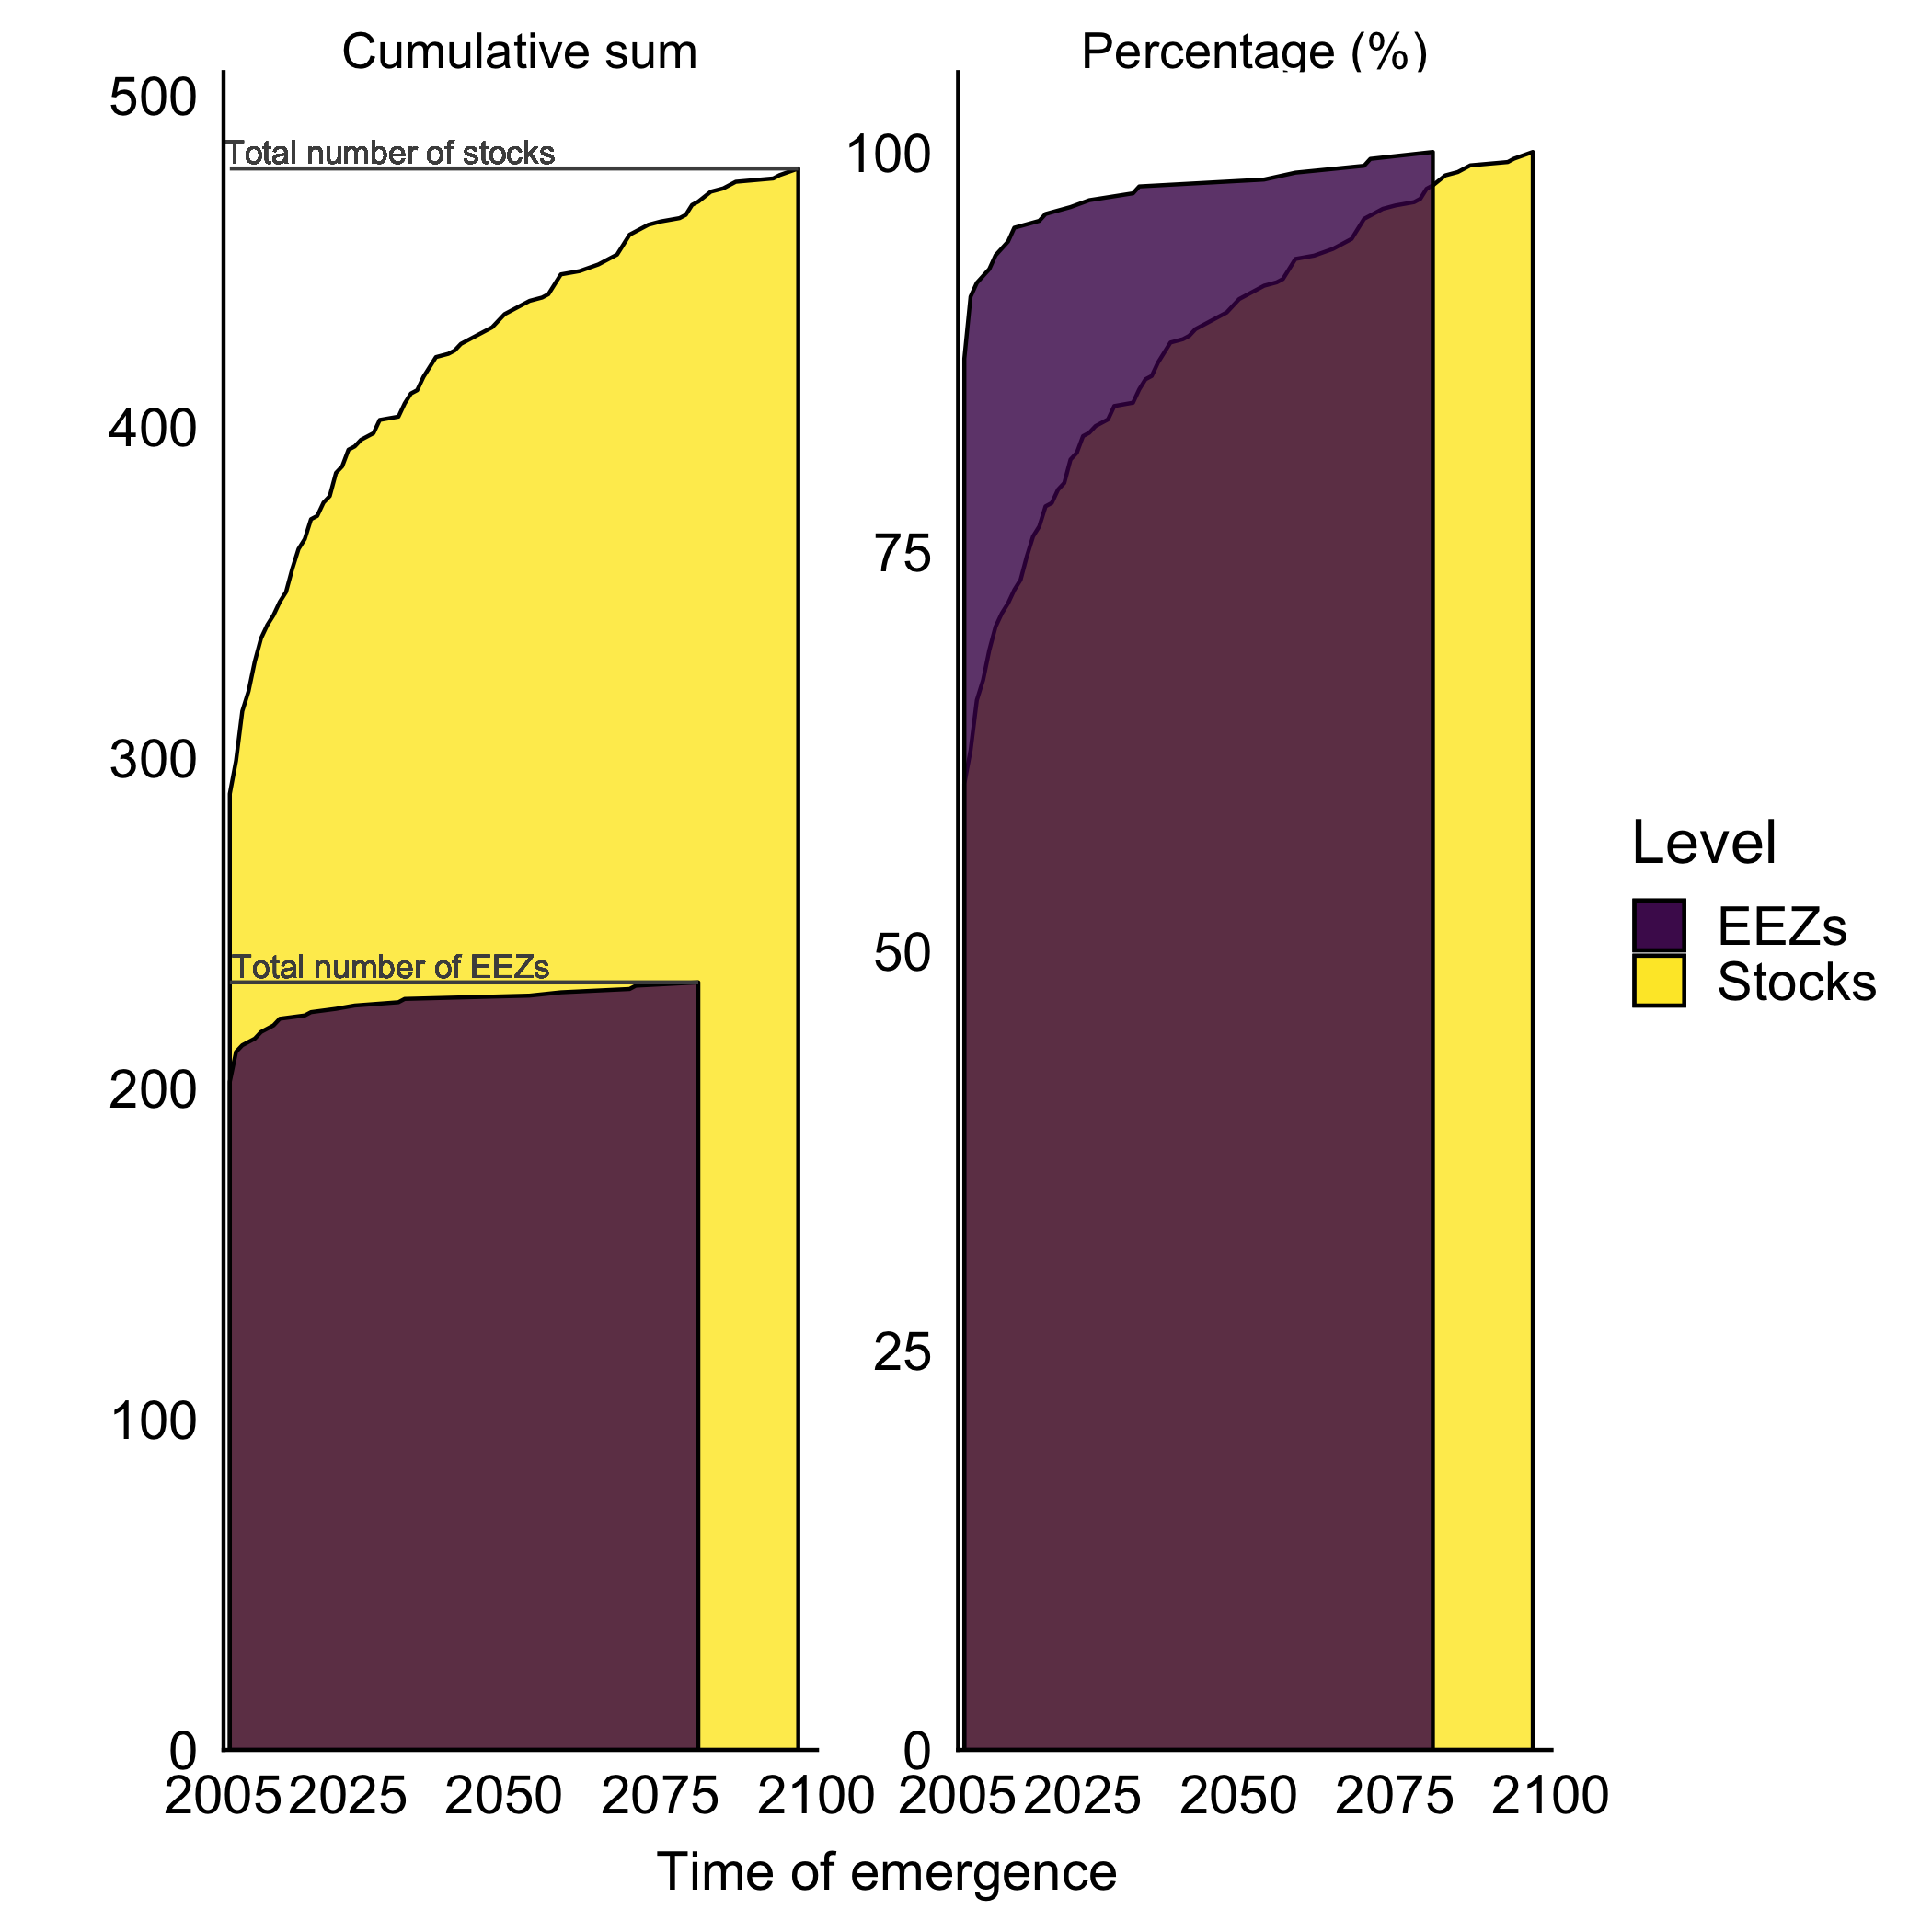 Cumulative sum
Percentage (%)
500
400
300
200
100
0
Total number of stocks
Total number of EEZs
2005 2025 2050 2075 2100
100
75
50
25
0
2005 2025 2050 2075 2100
Time of emergence
Level
EEZs
Stocks